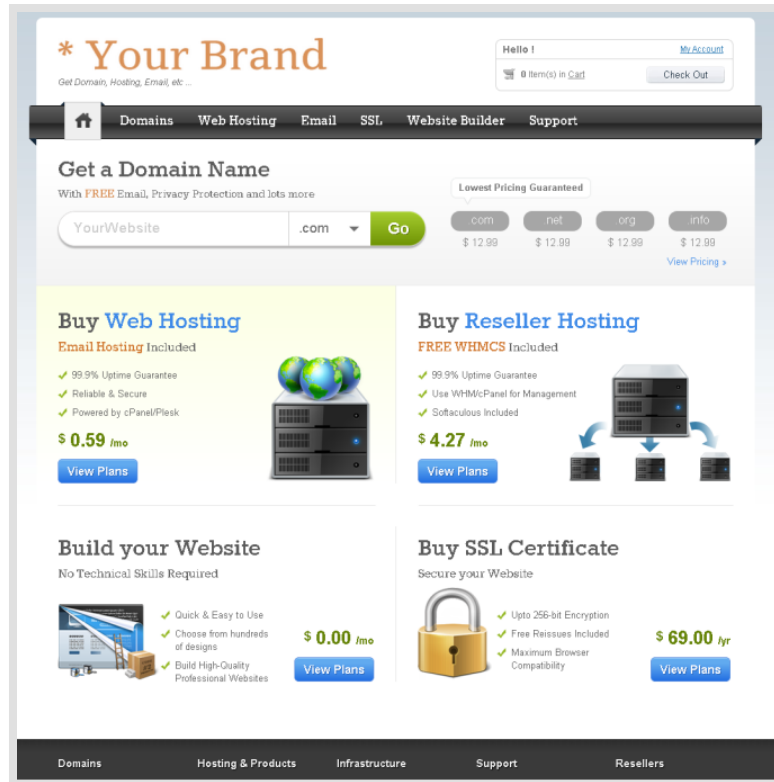 * Your Brand
Get Domain, Hosting, Email, etc ...
Hello !
My Account
0 Item(s) in Cart
Check Out
Domains
Web Hosting
Email
SSL
Website Builder
Support
Get a Domain Name
With FREE Email, Privacy Protection and lots more
YourWebsite
.com
Go
Lowest Pricing Guaranteed
com
.net
org
info
$ 12.99
$ 12.99
$ 12.99
$ 12.99
View Pricing »
Buy Web Hosting
Email Hosting Included
99.9% Uptime Guarantee
Reliable & Secure
Powered by cPanel/Plesk
$ 0.59 /mo
View Plans
Buy Reseller Hosting
FREE WHMCS Included
99.9% Uptime Guarantee
Use WHM/cPanel for Management
Softaculous Included
$ 4.27 /mo
View Plans
Build your Website
No Technical Skills Required
Quick & Easy to Use
Choose from hundreds
of designs
Build High-Quality
Professional Websites
$ 0.00 /mo
View Plans
Buy SSL Certificate
Secure your Website
Upto 256-bit Encryption
Free Reissues Included
Maximum Browser
Compatibility
$ 69.00 /yr
View Plans
Domains
Hosting & Products
Infrastructure
Support
Resellers